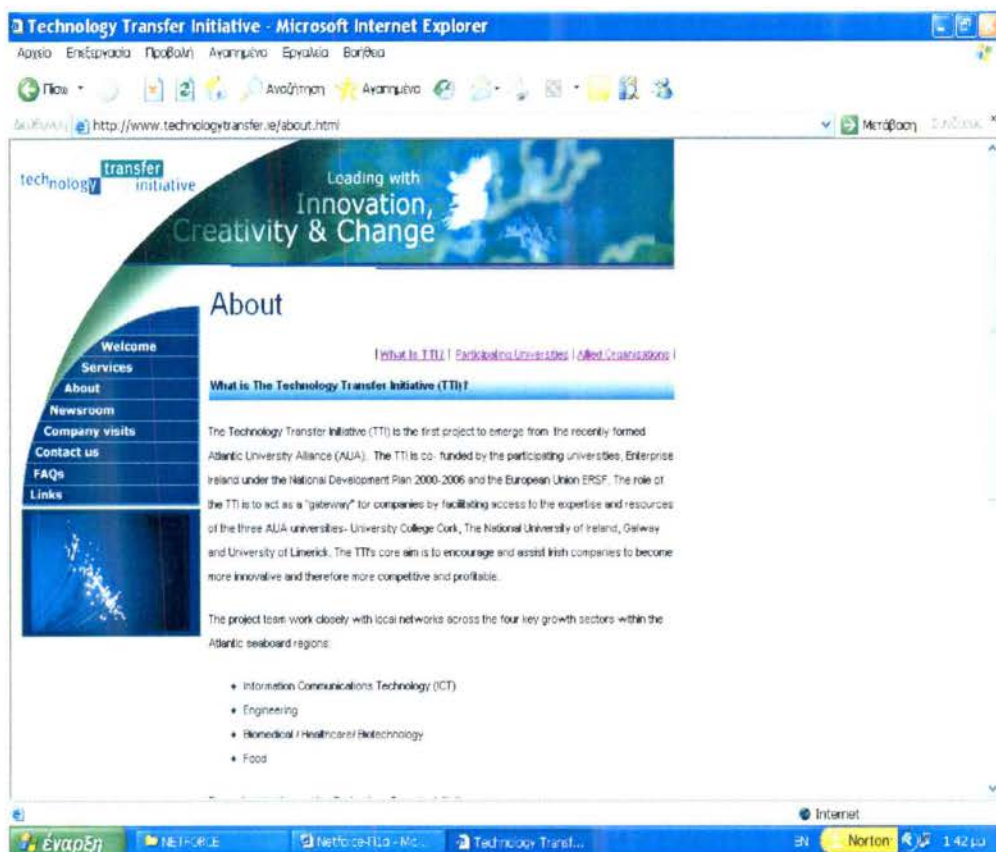 Technology Transfer Initiative - Microsoft Internet Explorer
Αρχείο Επεξεργασία Προβολή Αγαπημένα Εργαλεία Βοήθεια
Πίσω Αναζήτηση Αγαπημένα
Διεύθυνση http://www.technologytransfer.ie/about.html Μετάβαση Συνδέσεις
technology transfer initiative
Leading with
Innovation,
Creativity & Change
About
| What is TTI? | Participating Universities | Allied Organisations |
Welcome
Services
About
Newsroom
Company visits
Contact us
FAQs
Links
What is The Technology Transfer Initiative (TTI)?
The Technology Transfer Initiative (TTI) is the first project to emerge from the recently formed
Atlantic University Alliance (AUA). The TTI is co- funded by the participating universities, Enterprise
Ireland under the National Development Plan 2000-2006 and the European Union ERSF. The role of
the TTI is to act as a "gateway" for companies by facilitating access to the expertise and resources
of the three AUA universities- University College Cork, The National University of Ireland, Galway
and University of Limerick. The TTI's core aim is to encourage and assist Irish companies to become
more innovative and therefore more competitive and profitable.
The project team work closely with local networks across the four key growth sectors within the
Atlantic seaboard regions:
• Information Communications Technology (ICT)
• Engineering
• Biomedical / Healthcare/ Biotechnology
• Food
Internet
έναρξη NETFORCE Netforce-Π1α - Mc... Technology Transf... EN Norton 1:42 μμ